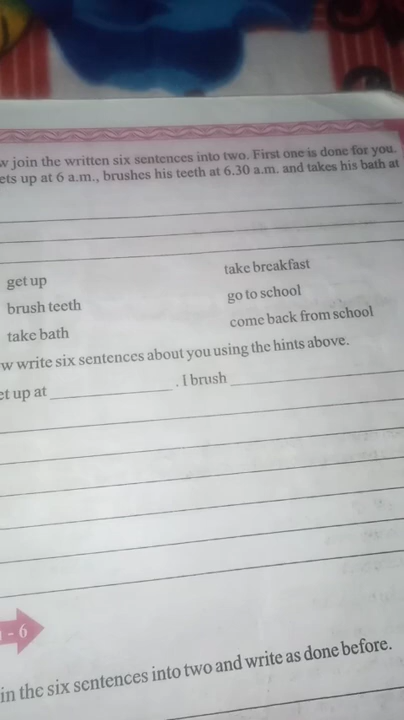 w join the written six sentences into two. First one is done for you.
ets up at 6 a.m., brushes his teeth at 6.30 a.m. and takes his bath at
get up
take breakfast
brush teeth
go to school
take bath
come back from school
w write six sentences about you using the hints above.
et up at ____________ . I brush ____________
- 6
in the six sentences into two and write as done before.